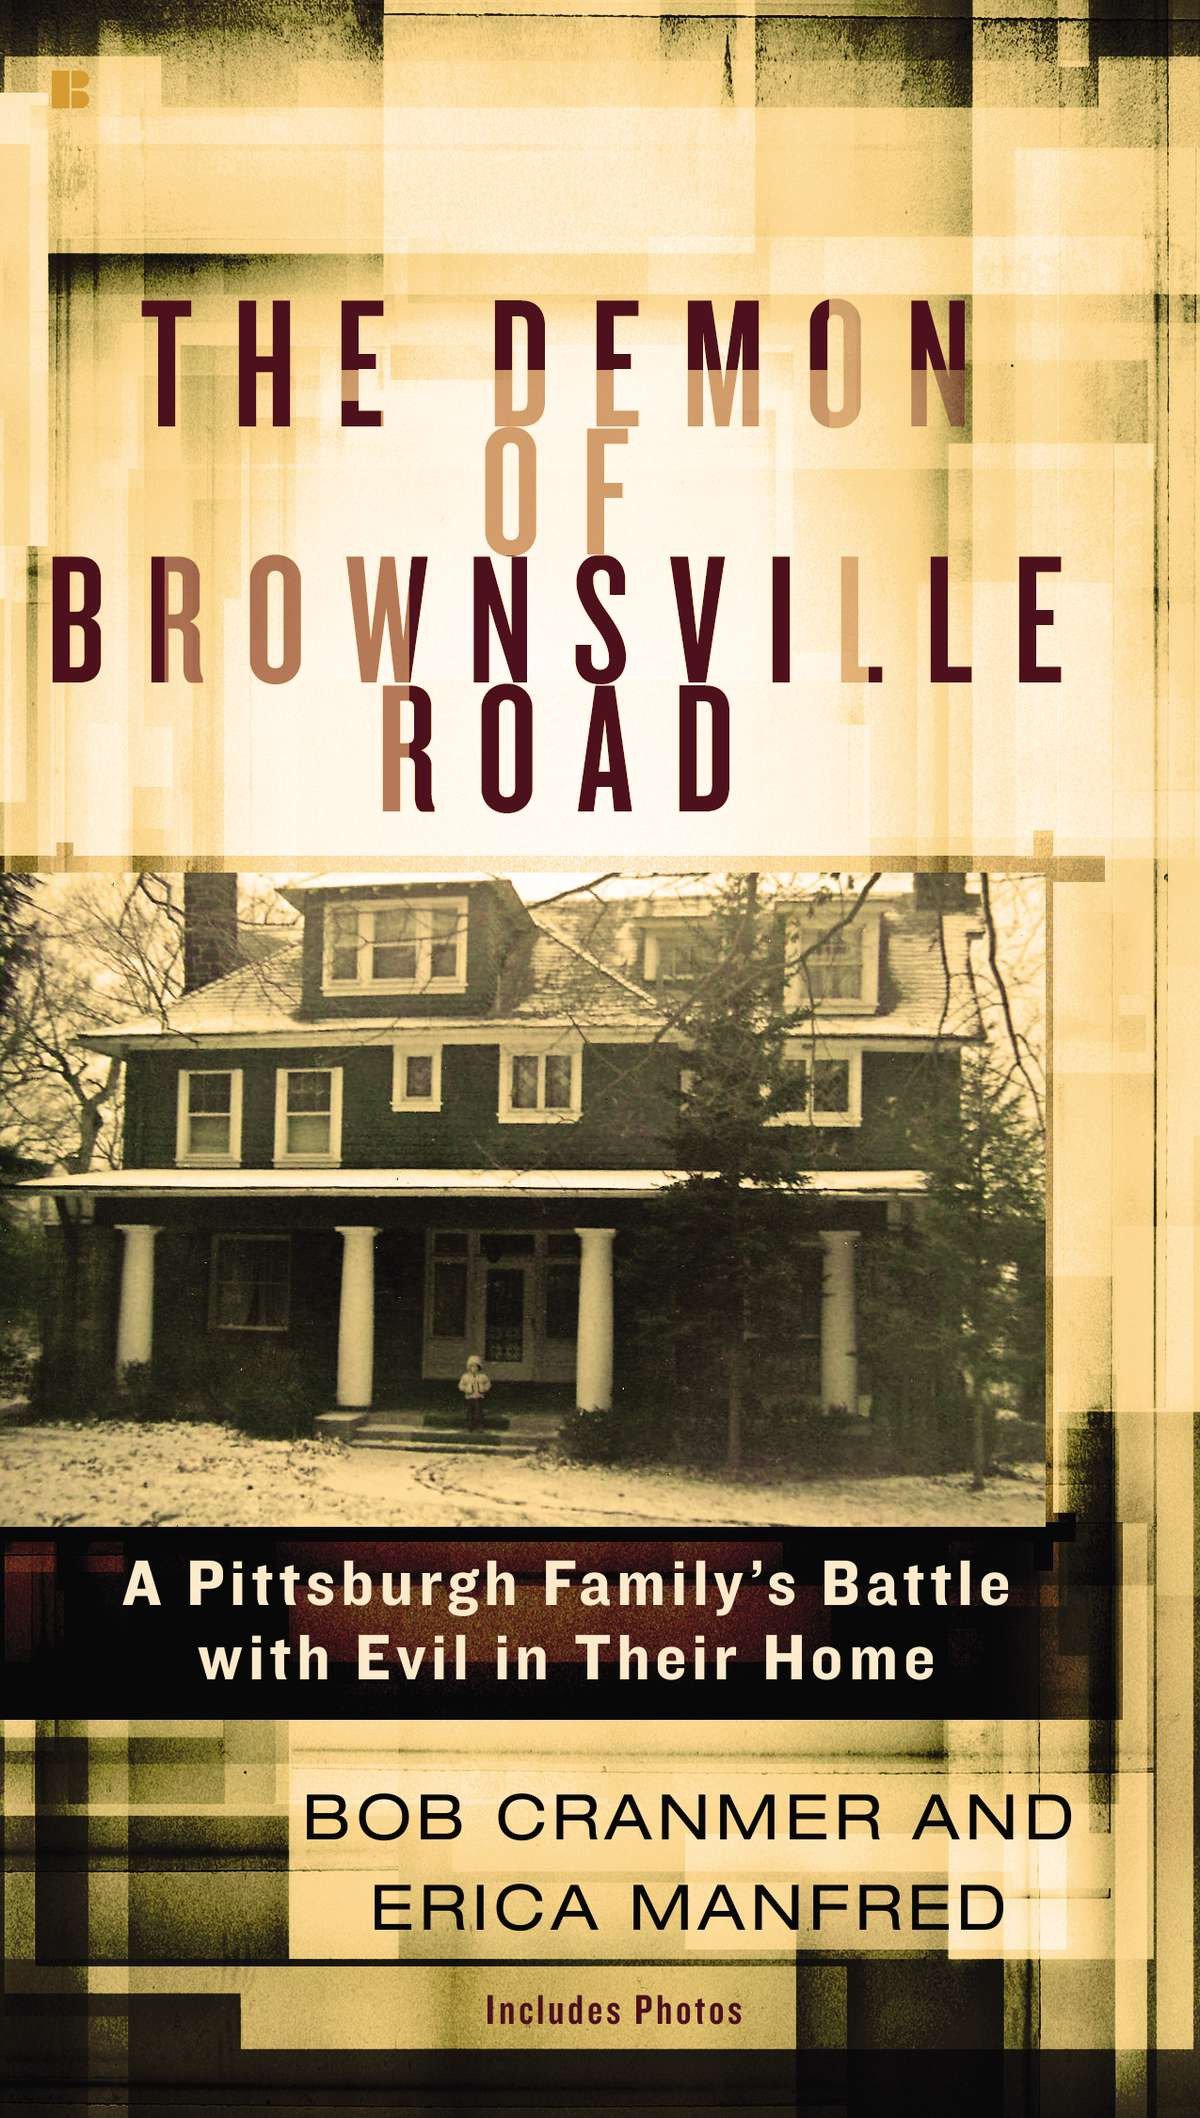 B
THE DEMON
OF
BROWNSVILLE
ROAD
A Pittsburgh Family’s Battle
with Evil in Their Home
BOB CRANMER AND
ERICA MANFRED
Includes Photos